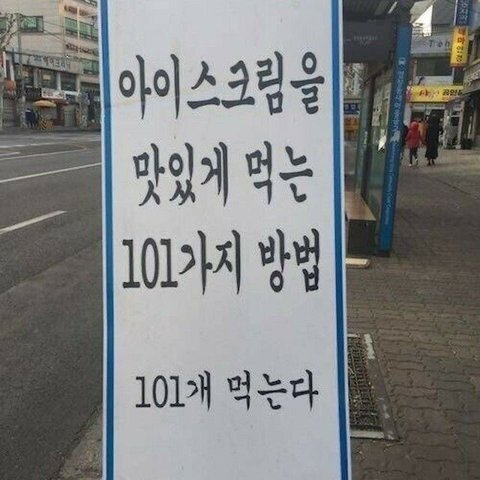 아이스크림을
맛있게 먹는
101가지 방법
101개 먹는다